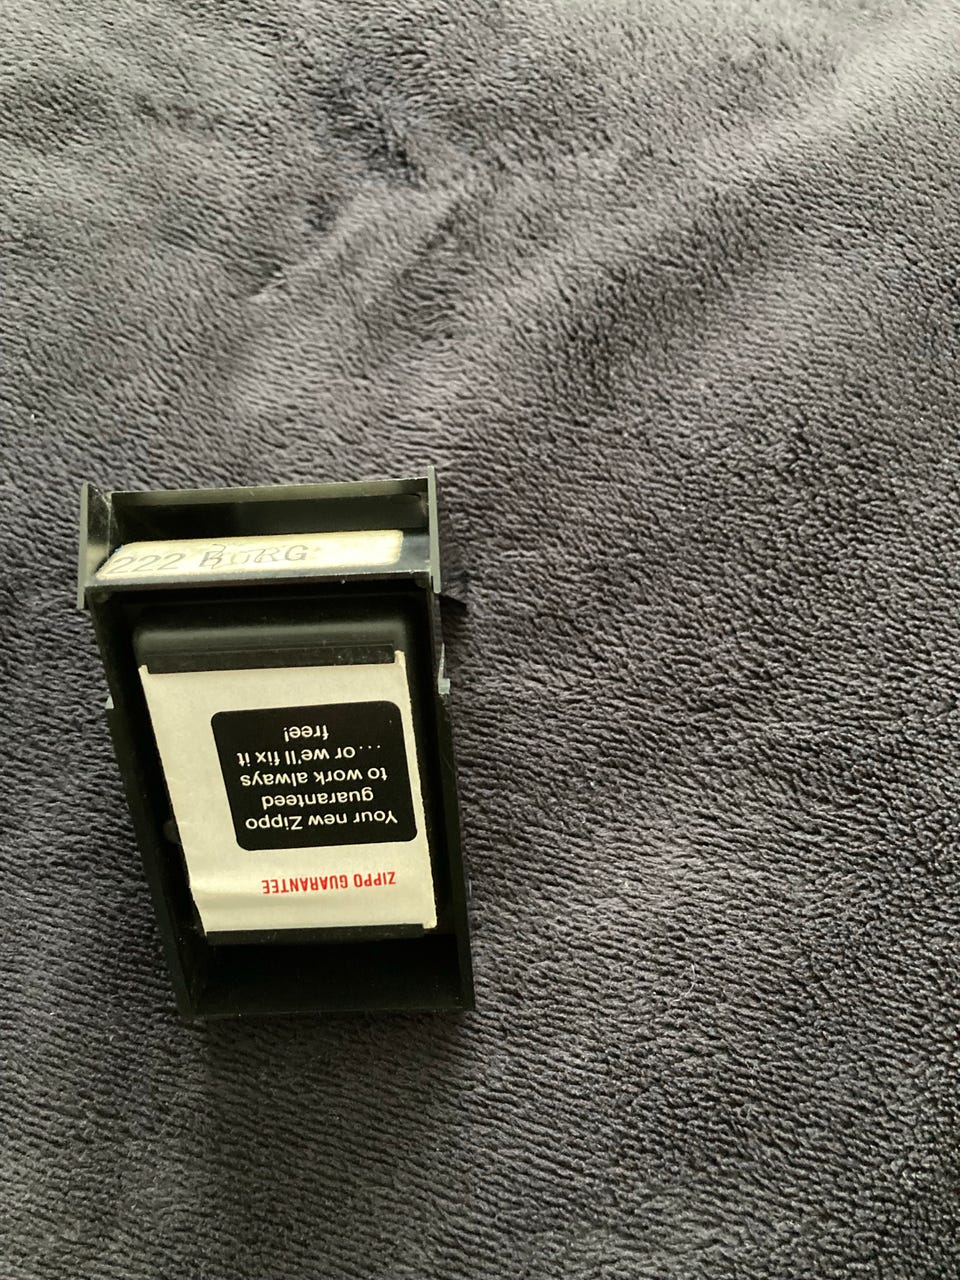 222 BURG
ZIPPO GUARANTEE
Your new Zippo
guaranteed
to work always
...or we'll fix it
free!